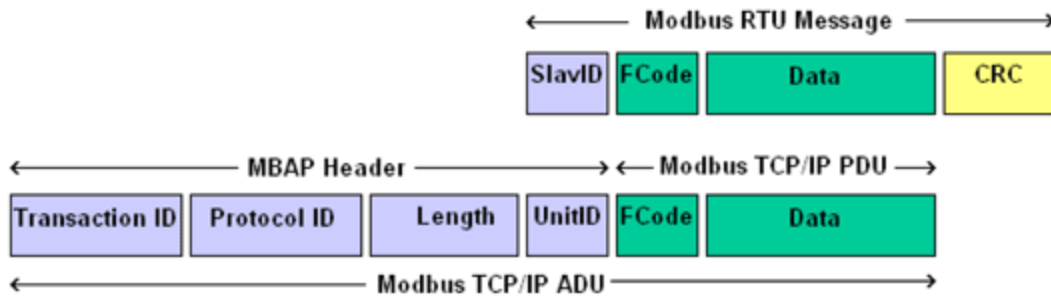 Modbus RTU Message
SlavID FCode Data CRC
MBAP Header Modbus TCP/IP PDU
Transaction ID Protocol ID Length UnitID FCode Data
Modbus TCP/IP ADU